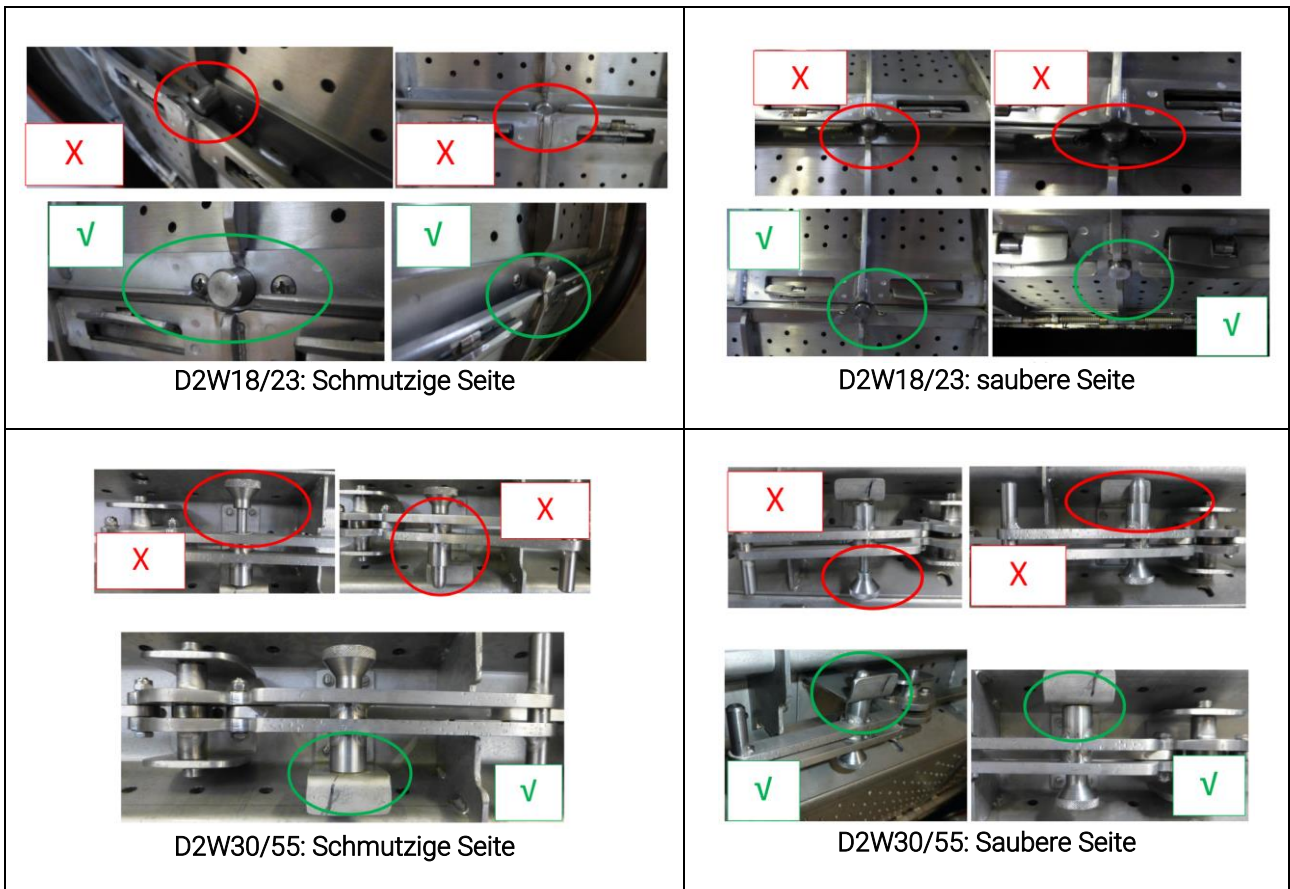 X
X
√
√
D2W18/23: Schmutzige Seite
X
X
√
√
D2W18/23: saubere Seite
X
X
√
D2W30/55: Schmutzige Seite
X
X
√
√
D2W30/55: Saubere Seite